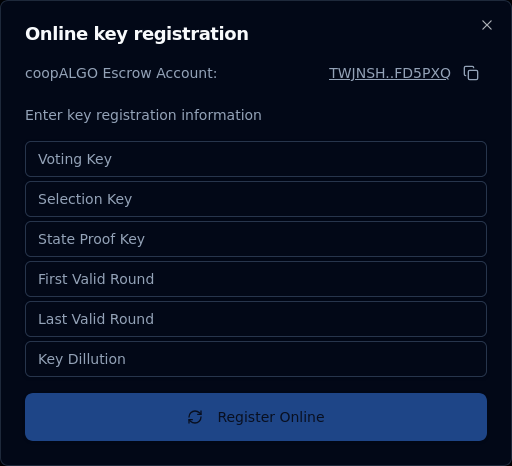 Online key registration
coopALGO Escrow Account: TWJNSH..FD5PXQ
Enter key registration information
Voting Key
Selection Key
State Proof Key
First Valid Round
Last Valid Round
Key Dillution
Register Online